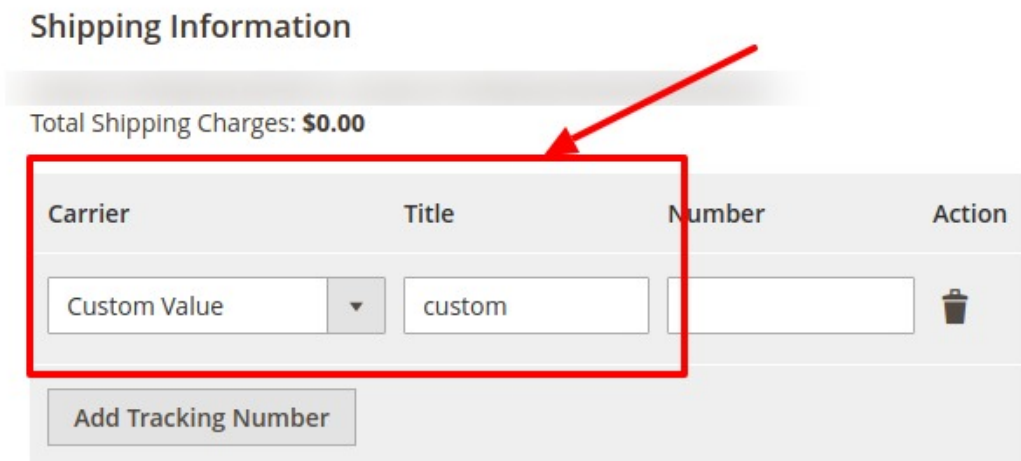 Shipping Information
Total Shipping Charges: $0.00
Carrier Title Number Action
Custom Value custom
Add Tracking Number